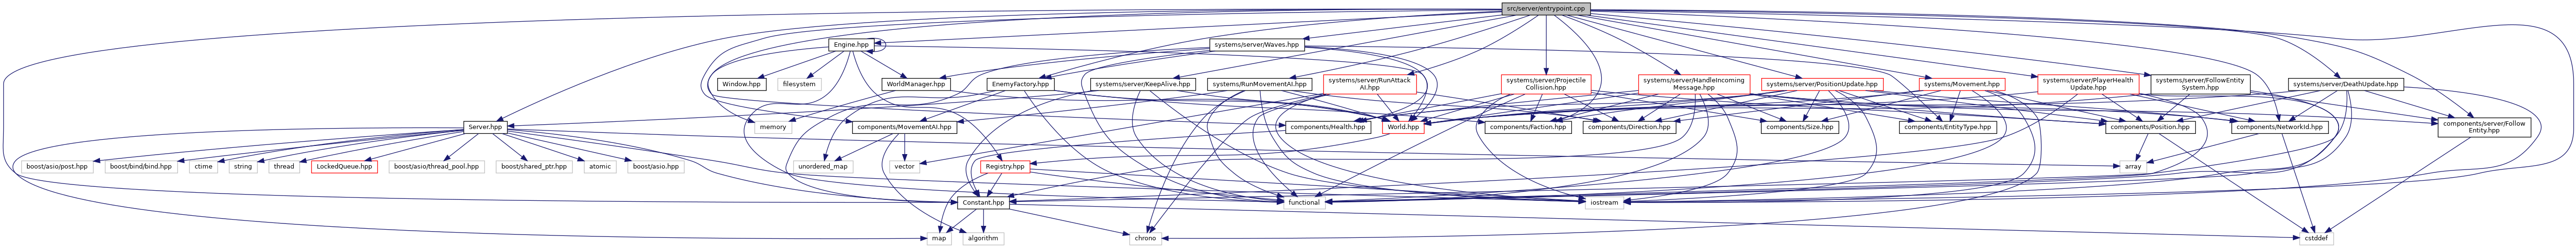 src/server/entrypoint.cpp
Engine.hpp
systems/server/Waves.hpp
Window.hpp
filesystem
WorldManager.hpp
EnemyFactory.hpp
systems/server/KeepAlive.hpp
systems/RunMovementAI.hpp
systems/server/RunAttack
AI.hpp
systems/server/Projectile
Collision.hpp
systems/server/HandleIncoming
Message.hpp
systems/server/PositionUpdate.hpp
systems/Movement.hpp
systems/server/PlayerHealth
Update.hpp
systems/server/FollowEntity
System.hpp
systems/server/DeathUpdate.hpp
Server.hpp
memory
components/MovementAI.hpp
components/Health.hpp
World.hpp
components/Faction.hpp
components/Direction.hpp
components/Size.hpp
components/EntityType.hpp
components/Position.hpp
components/NetworkId.hpp
components/server/Follow
Entity.hpp
boost/asio/post.hpp
boost/bind/bind.hpp
ctime
string
thread
LockedQueue.hpp
boost/asio/thread_pool.hpp
boost/shared_ptr.hpp
atomic
boost/asio.hpp
unordered_map
vector
Registry.hpp
array
Constant.hpp
functional
iostream
map
algorithm
chrono
cstddef